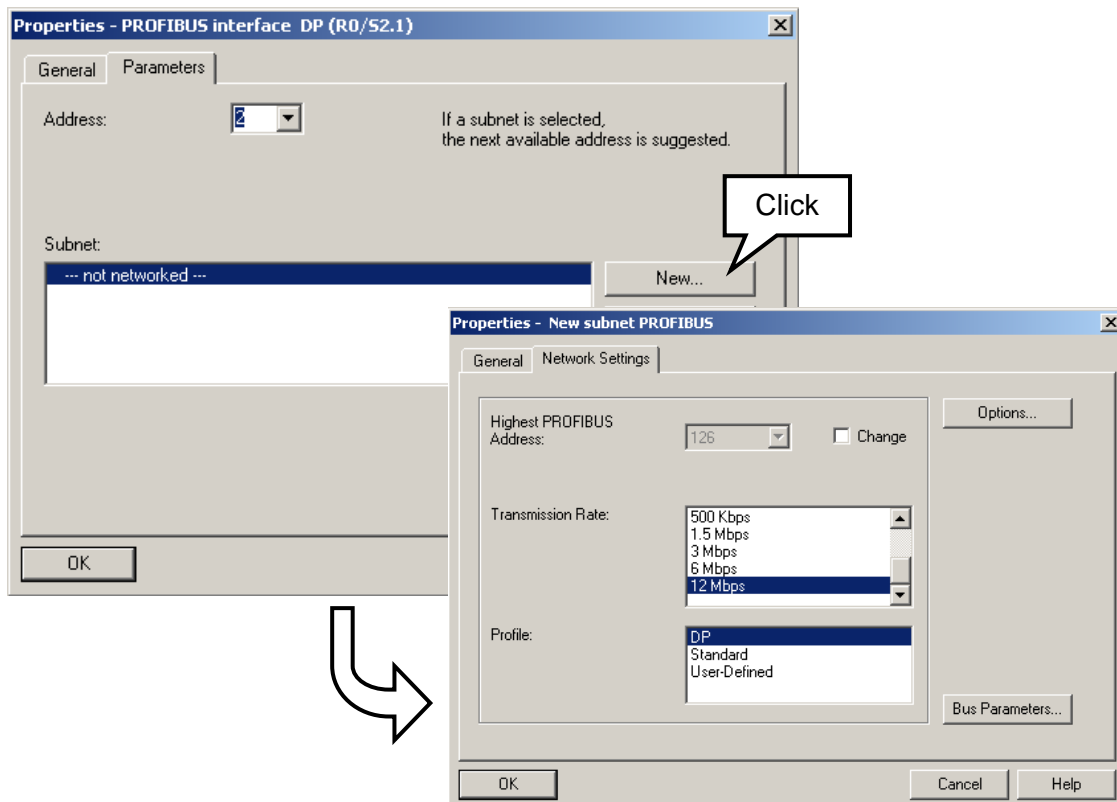 Properties - PROFIBUS interface DP (R0/S2.1)
General
Parameters
Address:
2
If a subnet is selected,
the next available address is suggested.
Click
Subnet:
--- not networked ---
New...
OK
Properties - New subnet PROFIBUS
General
Network Settings
Highest PROFIBUS
Address:
126
Change
Options...
Transmission Rate:
500 Kbps
1.5 Mbps
3 Mbps
6 Mbps
12 Mbps
Profile:
DP
Standard
User-Defined
Bus Parameters...
OK
Cancel
Help